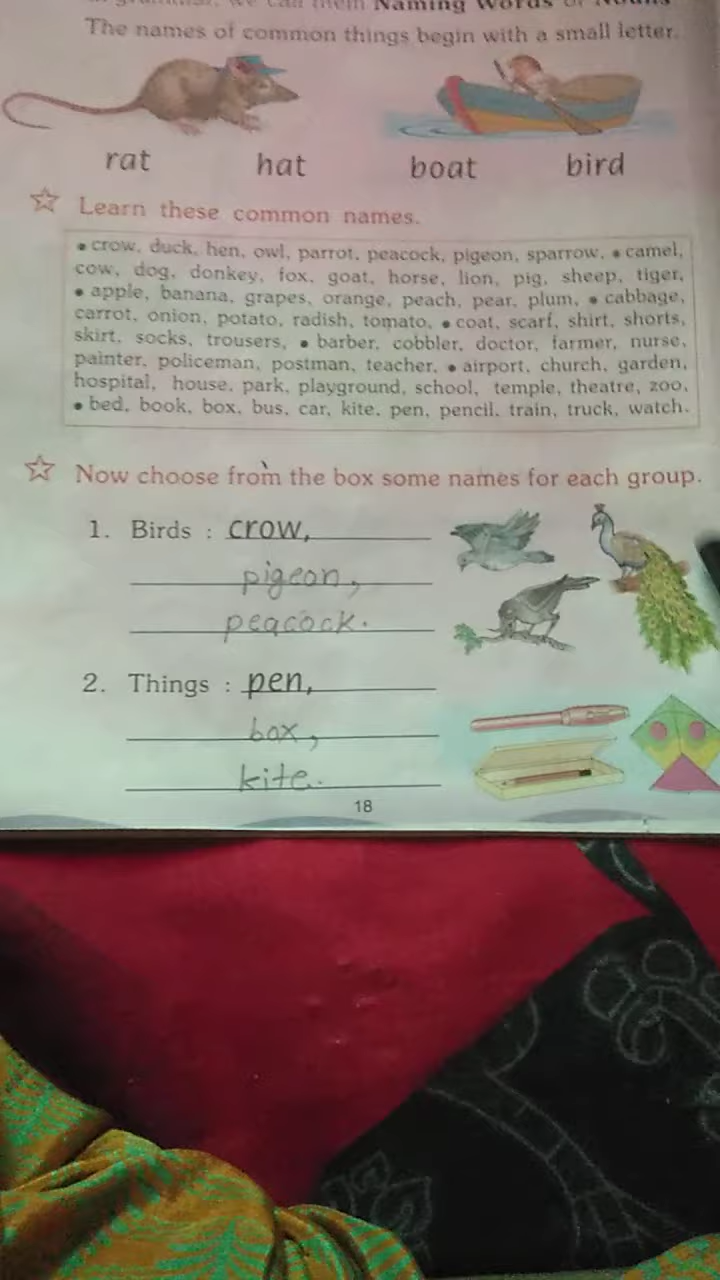 Naming Words or Nouns
The names of common things begin with a small letter.
rat hat boat bird
☆ Learn these common names.
• crow, duck, hen, owl, parrot, peacock, pigeon, sparrow, • camel,
cow, dog, donkey, fox, goat, horse, lion, pig, sheep, tiger,
• apple, banana, grapes, orange, peach, pear, plum, • cabbage,
carrot, onion, potato, radish, tomato, • coat, scarf, shirt, shorts,
skirt, socks, trousers, • barber, cobbler, doctor, farmer, nurse,
painter, policeman, postman, teacher, • airport, church, garden,
hospital, house, park, playground, school, temple, theatre, zoo,
• bed, book, box, bus, car, kite, pen, pencil, train, truck, watch.
☆ Now choose from the box some names for each group.
1. Birds : crow,
pigeon,
peacock.
2. Things : pen,
box,
kite.
18